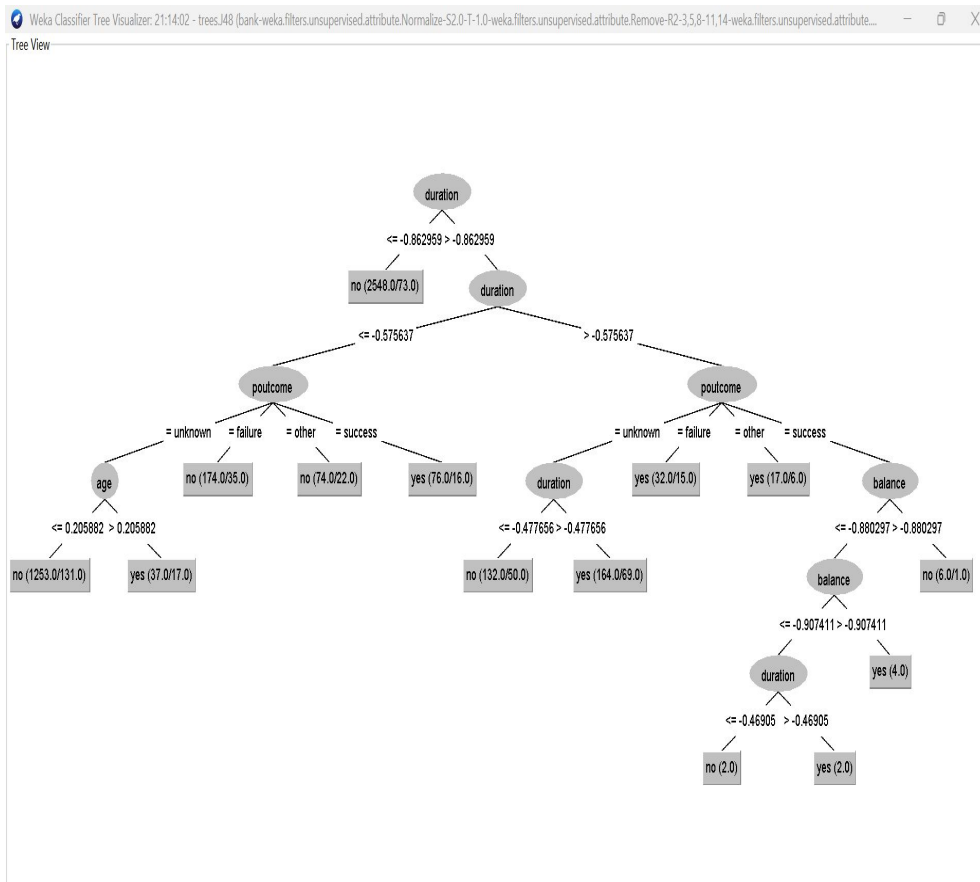 Weka Classifier Tree Visualizer: 21:14:02 - trees.J48 (bank-weka.filters.unsupervised.attribute.Normalize-S2.0-T-1.0-weka.filters.unsupervised.attribute.Remove-R2-3,5,8-11,14-weka.filters.unsupervised.attribute....
Tree View
duration
<= -0.862959 > -0.862959
no (2548.0/73.0) duration
<= -0.575637 > -0.575637
poutcome poutcome
= unknown = failure = other = success = unknown = failure = other = success
age no (174.0/35.0) no (74.0/22.0) yes (76.0/16.0) duration yes (32.0/15.0) yes (17.0/6.0) balance
<= 0.205882 > 0.205882 <= -0.477656 > -0.477656 <= -0.880297 > -0.880297
no (1253.0/131.0) yes (37.0/17.0) no (132.0/50.0) yes (164.0/69.0) balance no (6.0/1.0)
<= -0.907411 > -0.907411
duration yes (4.0)
<= -0.46905 > -0.46905
no (2.0) yes (2.0)